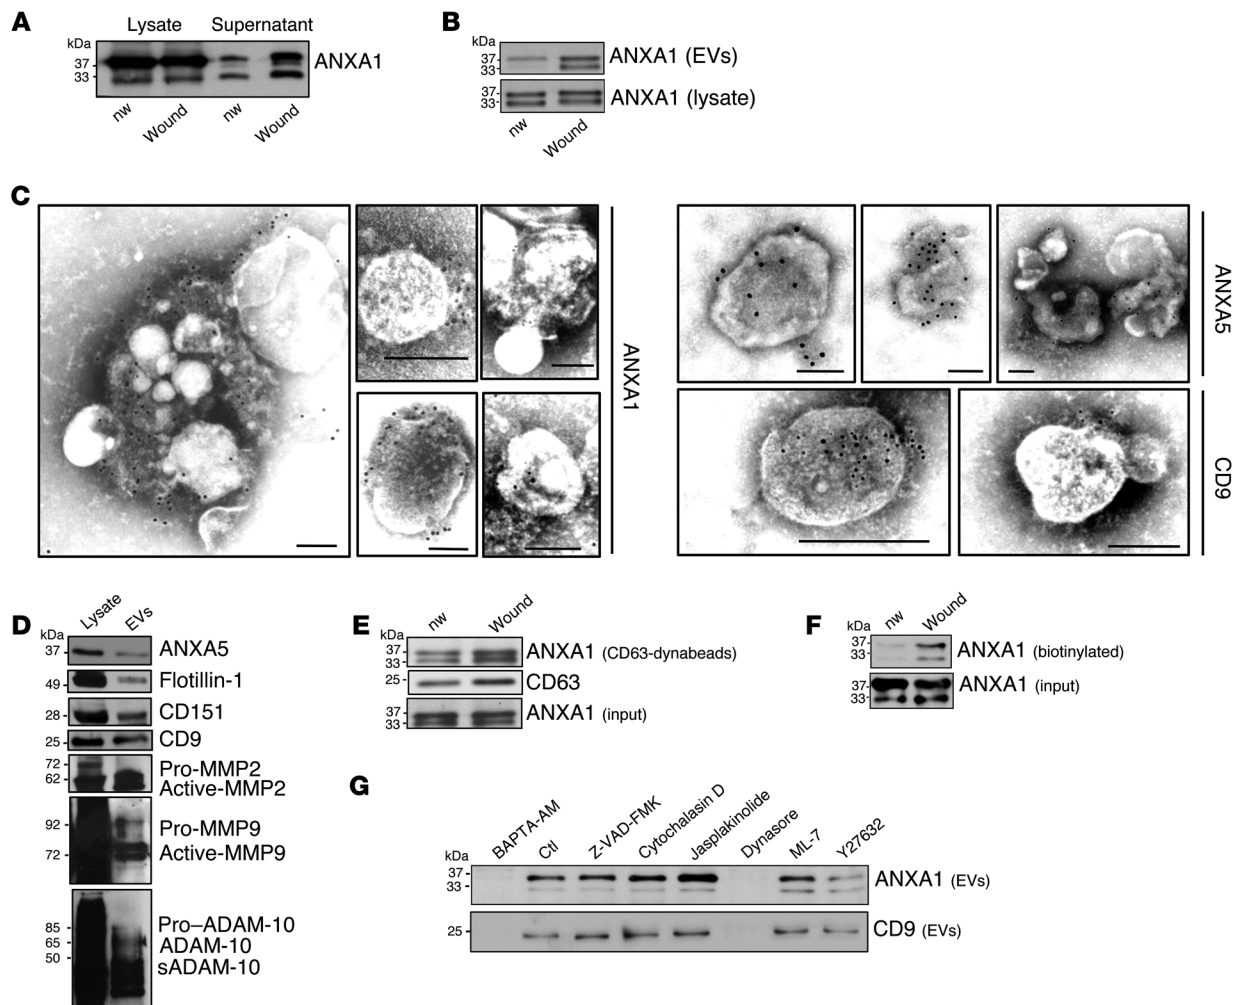 A
Lysate Supernatant
kDa
37-
33-
ANXA1
nw
Wound
nw
Wound
B
kDa
37-
33-
ANXA1 (EVs)
37-
33-
ANXA1 (lysate)
nw
Wound
C
ANXA1
ANXA5
CD9
D
Lysate
EVs
kDa
37-
ANXA5
49-
Flotillin-1
28-
CD151
25-
CD9
72-
62-
Pro-MMP2
Active-MMP2
92-
Pro-MMP9
72-
Active-MMP9
85-
65-
50-
Pro–ADAM-10
ADAM-10
sADAM-10
E
nw
Wound
kDa
37-
33-
ANXA1 (CD63-dynabeads)
25-
CD63
37-
33-
ANXA1 (input)
F
nw
Wound
kDa
37-
33-
ANXA1 (biotinylated)
37-
33-
ANXA1 (input)
G
BAPTA-AM
Ctl
Z-VAD-FMK
Cytochalasin D
Jasplakinolide
Dynasore
ML-7
Y27632
kDa
37-
33-
ANXA1 (EVs)
25-
CD9 (EVs)